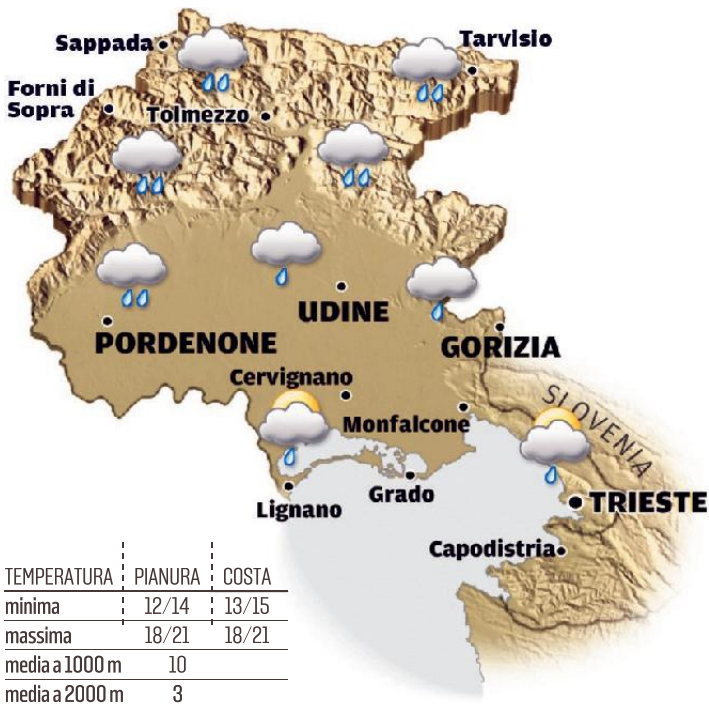 Sappada
Tarvisio
Forni di
Sopra
Tolmezzo
UDINE
PORDENONE
GORIZIA
Cervignano
SLOVENIA
Monfalcone
Lignano
Grado
TRIESTE
Capodistria
TEMPERATURA PIANURA COSTA
minima 12/14 13/15
massima 18/21 18/21
media a 1000 m 10
media a 2000 m 3